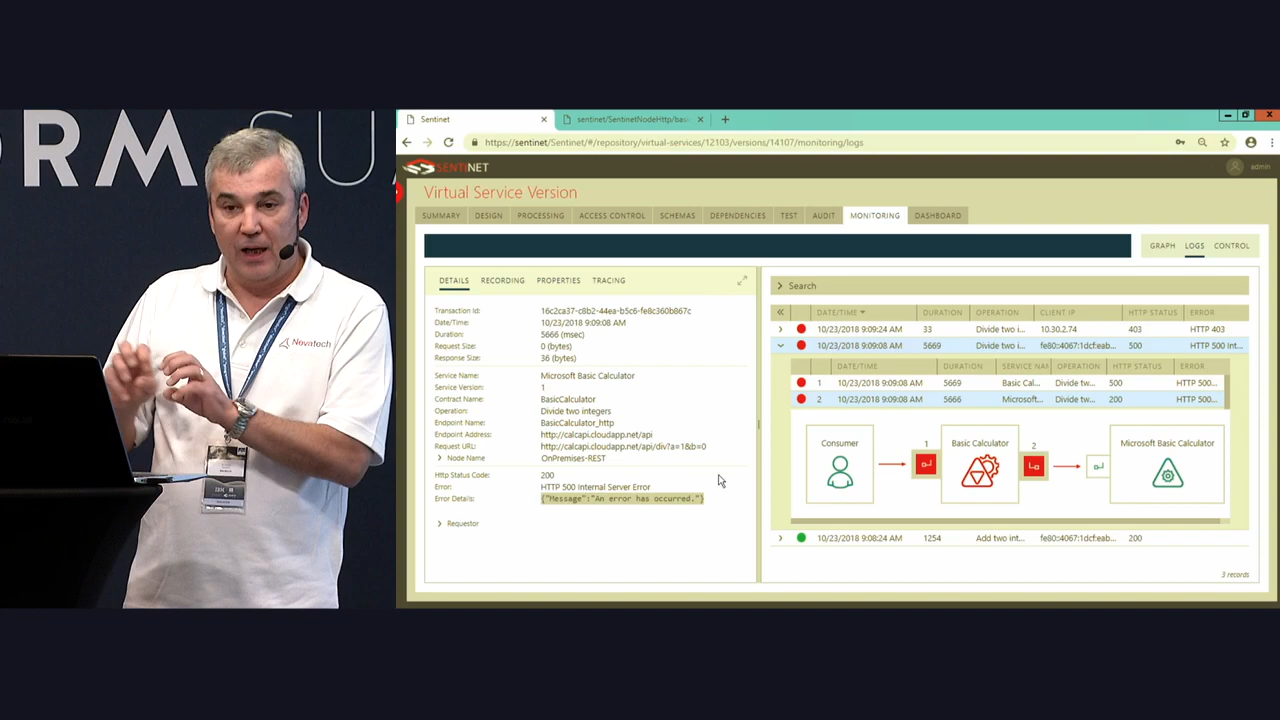 ORM SU
Nevatech
Sentinet
sentinet/SentinetNodeHttp/basi
https://sentinet/Sentinet/#/repository/virtual-services/12103/versions/14107/monitoring/logs
SENTINET
admin
Virtual Service Version
SUMMARY DESIGN PROCESSING ACCESS CONTROL SCHEMAS DEPENDENCIES TEST AUDIT MONITORING DASHBOARD
GRAPH LOGS CONTROL
DETAILS RECORDING PROPERTIES TRACING
Transaction Id: 16c2ca37-c8b2-44ea-b5c6-fe8c360b867c
Date/Time: 10/23/2018 9:09:08 AM
Duration: 5666 (msec)
Request Size: 0 (bytes)
Response Size: 36 (bytes)
Service Name: Microsoft Basic Calculator
Service Version: 1
Contract Name: BasicCalculator
Operation: Divide two integers
Endpoint Name: BasicCalculator_http
Endpoint Address: http://calcapi.cloudapp.net/api
Request URL: http://calcapi.cloudapp.net/api/div?a=1&b=0
Node Name OnPremises-REST
Http Status Code: 200
Error: HTTP 500 Internal Server Error
Error Details: {"Message":"An error has occurred."}
Requestor
Search
DATE/TIME DURATION OPERATION CLIENT IP HTTP STATUS ERROR
10/23/2018 9:09:24 AM 33 Divide two i... 10.30.2.74 403 HTTP 403
10/23/2018 9:09:08 AM 5669 Divide two i... fe80::4067:1dcf:eab... 500 HTTP 500 Int...
DATE/TIME DURATION SERVICE NAM OPERATION HTTP STATUS ERROR
1 10/23/2018 9:09:08 AM 5669 Basic Cal... Divide tw... 500 HTTP 500...
2 10/23/2018 9:09:08 AM 5666 Microsoft... Divide tw... 200 HTTP 500...
Consumer 1 Basic Calculator 2 Microsoft Basic Calculator
10/23/2018 9:08:24 AM 1254 Add two int... fe80::4067:1dcf:eab... 200
3 records